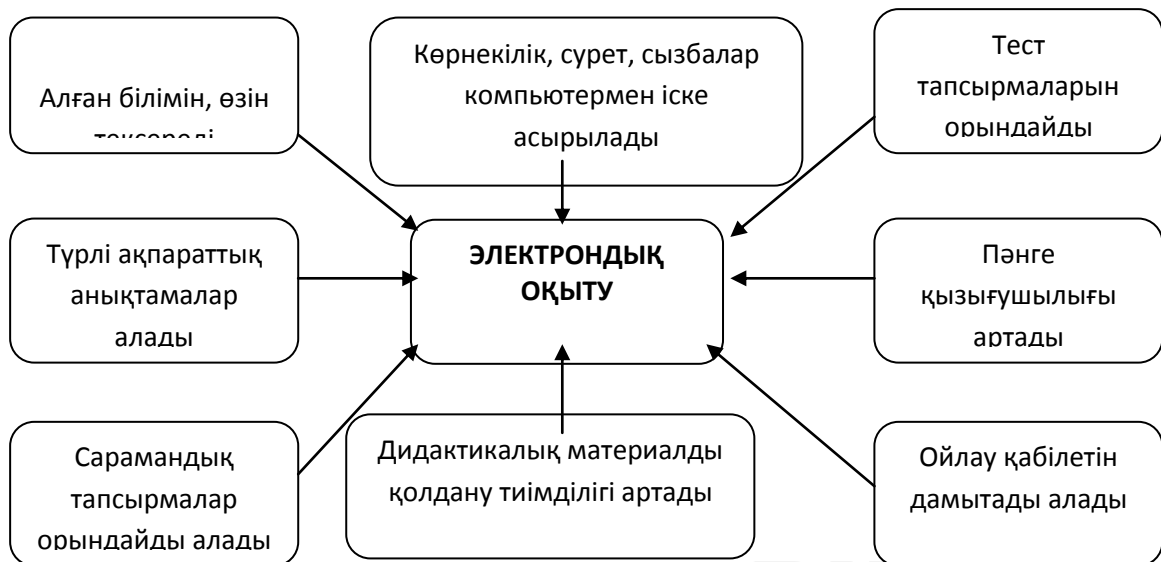 Алған білімін, өзін
Көрнекілік, сурет, сызбалар
компьютермен іске
асырылады
Тест
тапсырмаларын
орындайды
Түрлі ақпараттық
анықтамалар
алады
ЭЛЕКТРОНДЫҚ
ОҚЫТУ
Пәнге
қызығушылығы
артады
Сарамандық
тапсырмалар
орындайды алады
Дидактикалық материалды
қолдану тиімділігі артады
Ойлау қабілетін
дамытады алады